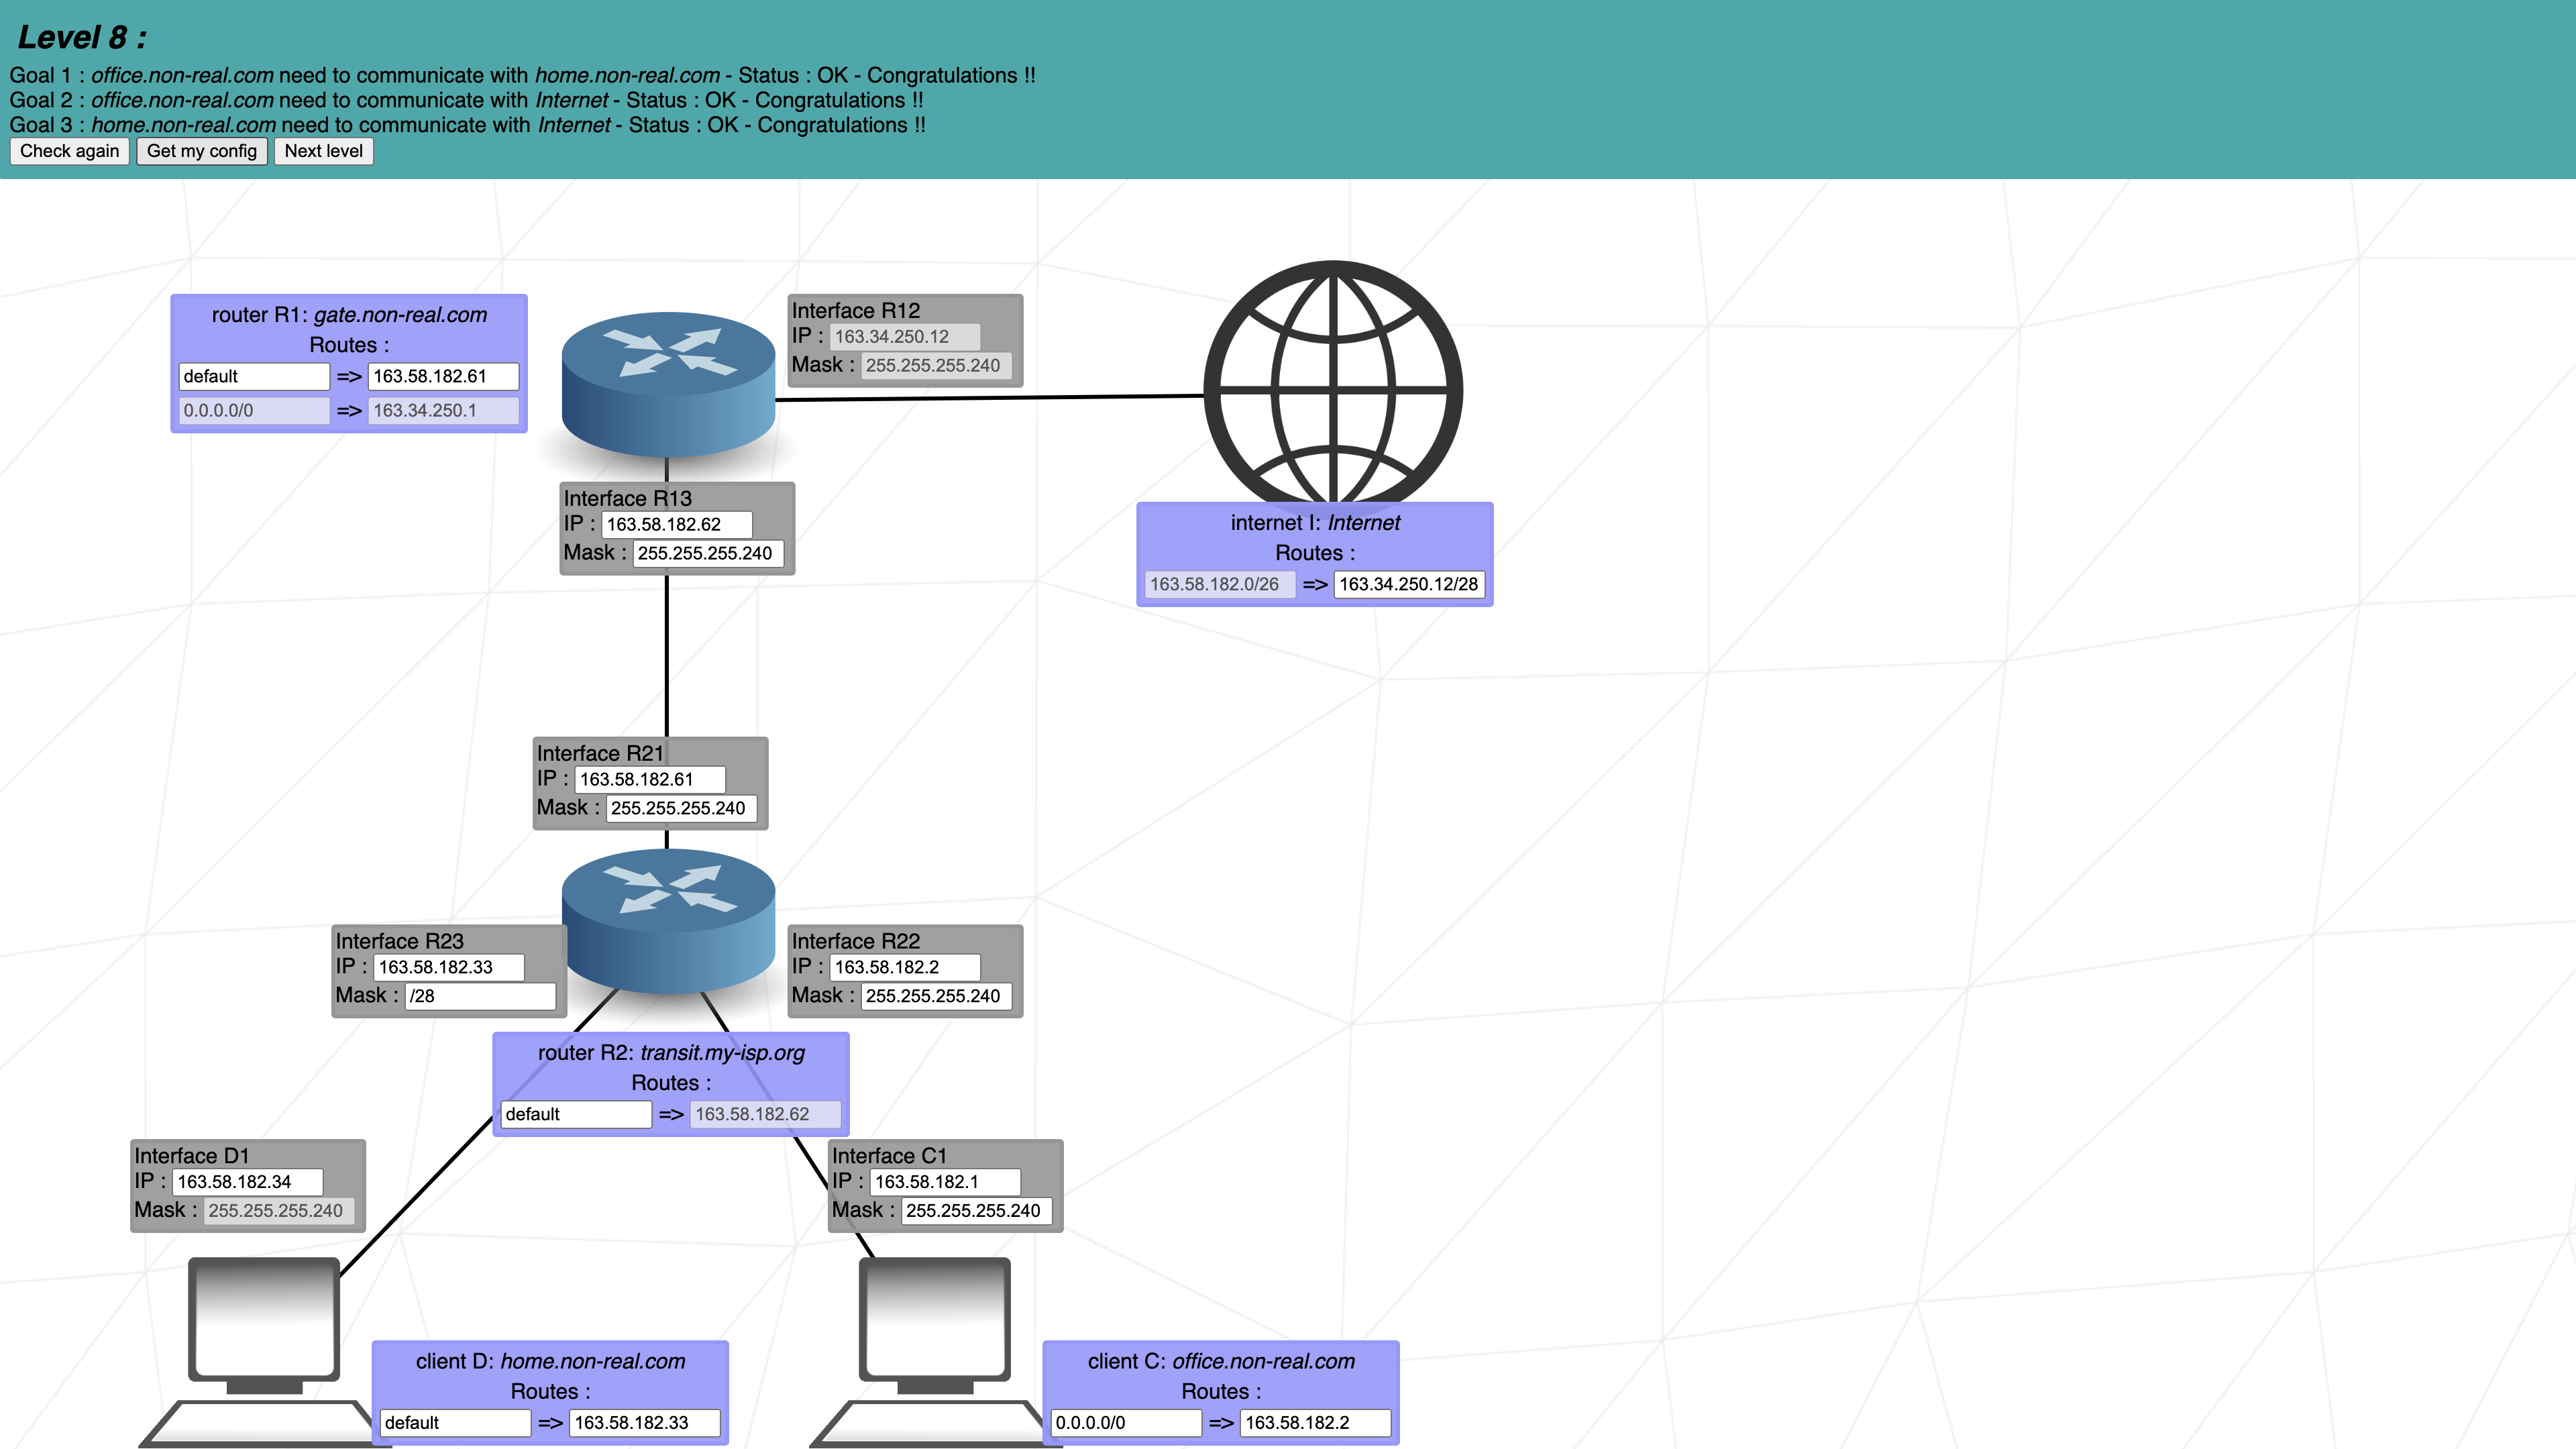 Level 8 :
Goal 1 : office.non-real.com need to communicate with home.non-real.com - Status : OK - Congratulations !!
Goal 2 : office.non-real.com need to communicate with Internet - Status : OK - Congratulations !!
Goal 3 : home.non-real.com need to communicate with Internet - Status : OK - Congratulations !!
Check again Get my config Next level
router R1: gate.non-real.com
Routes :
default => 163.58.182.61
0.0.0.0/0 => 163.34.250.1
Interface R12
IP : 163.34.250.12
Mask : 255.255.255.240
Interface R13
IP : 163.58.182.62
Mask : 255.255.255.240
internet I: Internet
Routes :
163.58.182.0/26 => 163.34.250.12/28
Interface R21
IP : 163.58.182.61
Mask : 255.255.255.240
Interface R23
IP : 163.58.182.33
Mask : /28
Interface R22
IP : 163.58.182.2
Mask : 255.255.255.240
router R2: transit.my-isp.org
Routes :
default => 163.58.182.62
Interface D1
IP : 163.58.182.34
Mask : 255.255.255.240
Interface C1
IP : 163.58.182.1
Mask : 255.255.255.240
client D: home.non-real.com
Routes :
default => 163.58.182.33
client C: office.non-real.com
Routes :
0.0.0.0/0 => 163.58.182.2